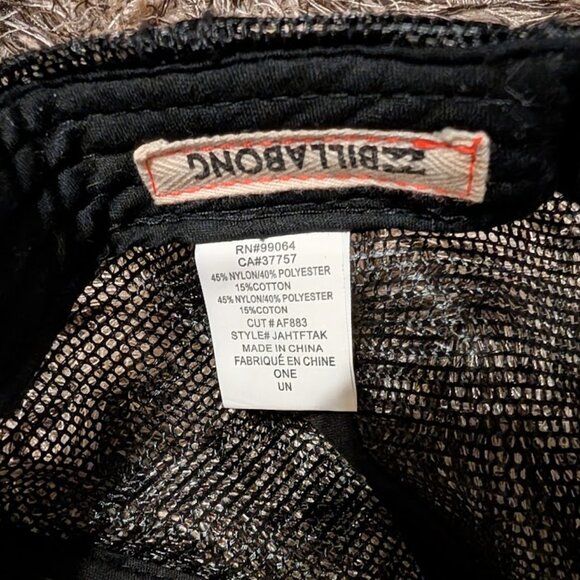 BILLABONG
RN#99064
CA#37757
45% NYLON/40% POLYESTER
15%COTTON
45% NYLON/40% POLYESTER
15%COTON
CUT # AF883
STYLE# JAHTFTAK
MADE IN CHINA
FABRIQUÉ EN CHINE
ONE
UN